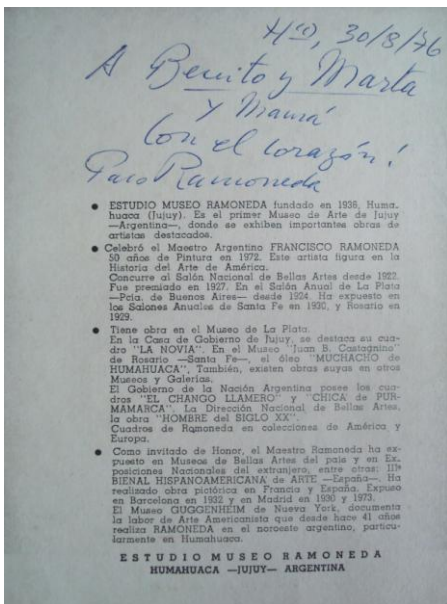 Hca, 30/8/76
A Benito y Marta
y Mamá
Con el corazón!
Paco Ramoneda
● ESTUDIO MUSEO RAMONEDA fundado en 1936, Huma-
huaca (Jujuy). Es el primer Museo de Arte de Jujuy
—Argentina—, donde se exhiben importantes obras de
artistas destacados.
● Celebró el Maestro Argentino FRANCISCO RAMONEDA
50 años de Pintura en 1972. Este artista figura en la
Historia del Arte de América.
Concurre al Salón Nacional de Bellas Artes desde 1922.
Fue premiado en 1927. En el Salón Anual de La Plata
—Pcia. de Buenos Aires— desde 1924. Ha expuesto en
los Salones Anuales de Santa Fe en 1930, y Rosario en
1929.
● Tiene obra en el Museo de La Plata.
En la Casa de Gobierno de Jujuy, se destaca su cua-
dro "LA NOVIA". En el Museo "Juan B. Castagnino"
de Rosario —Santa Fe—, el óleo "MUCHACHO de
HUMAHUACA", También, existen obras suyas en otros
Museos y Galerías.
El Gobierno de la Nación Argentina posee los cua-
dros "EL CHANGO LLAMERO" y "CHICA de PUR-
MAMARCA". La Dirección Nacional de Bellas Artes,
la obra "HOMBRE del SIGLO XX".
Cuadros de Ramoneda en colecciones de América y
Europa.
● Como invitado de Honor, el Maestro Ramoneda ha ex-
puesto en Museos de Bellas Artes del país y en Ex-
posiciones Nacionales del extranjero, entre otras: IIIª
BIENAL HISPANOAMERICANA de ARTE —España—. Ha
realizado obra pictórica en Francia y España. Expuso
en Barcelona en 1932 y en Madrid en 1930 y 1973.
El Museo GUGGENHEIM de Nueva York, documenta
la labor de Arte Americanista que desde hace 41 años
realiza RAMONEDA en el noroeste argentino, particu-
larmente en Humahuaca.
ESTUDIO MUSEO RAMONEDA
HUMAHUACA —JUJUY— ARGENTINA